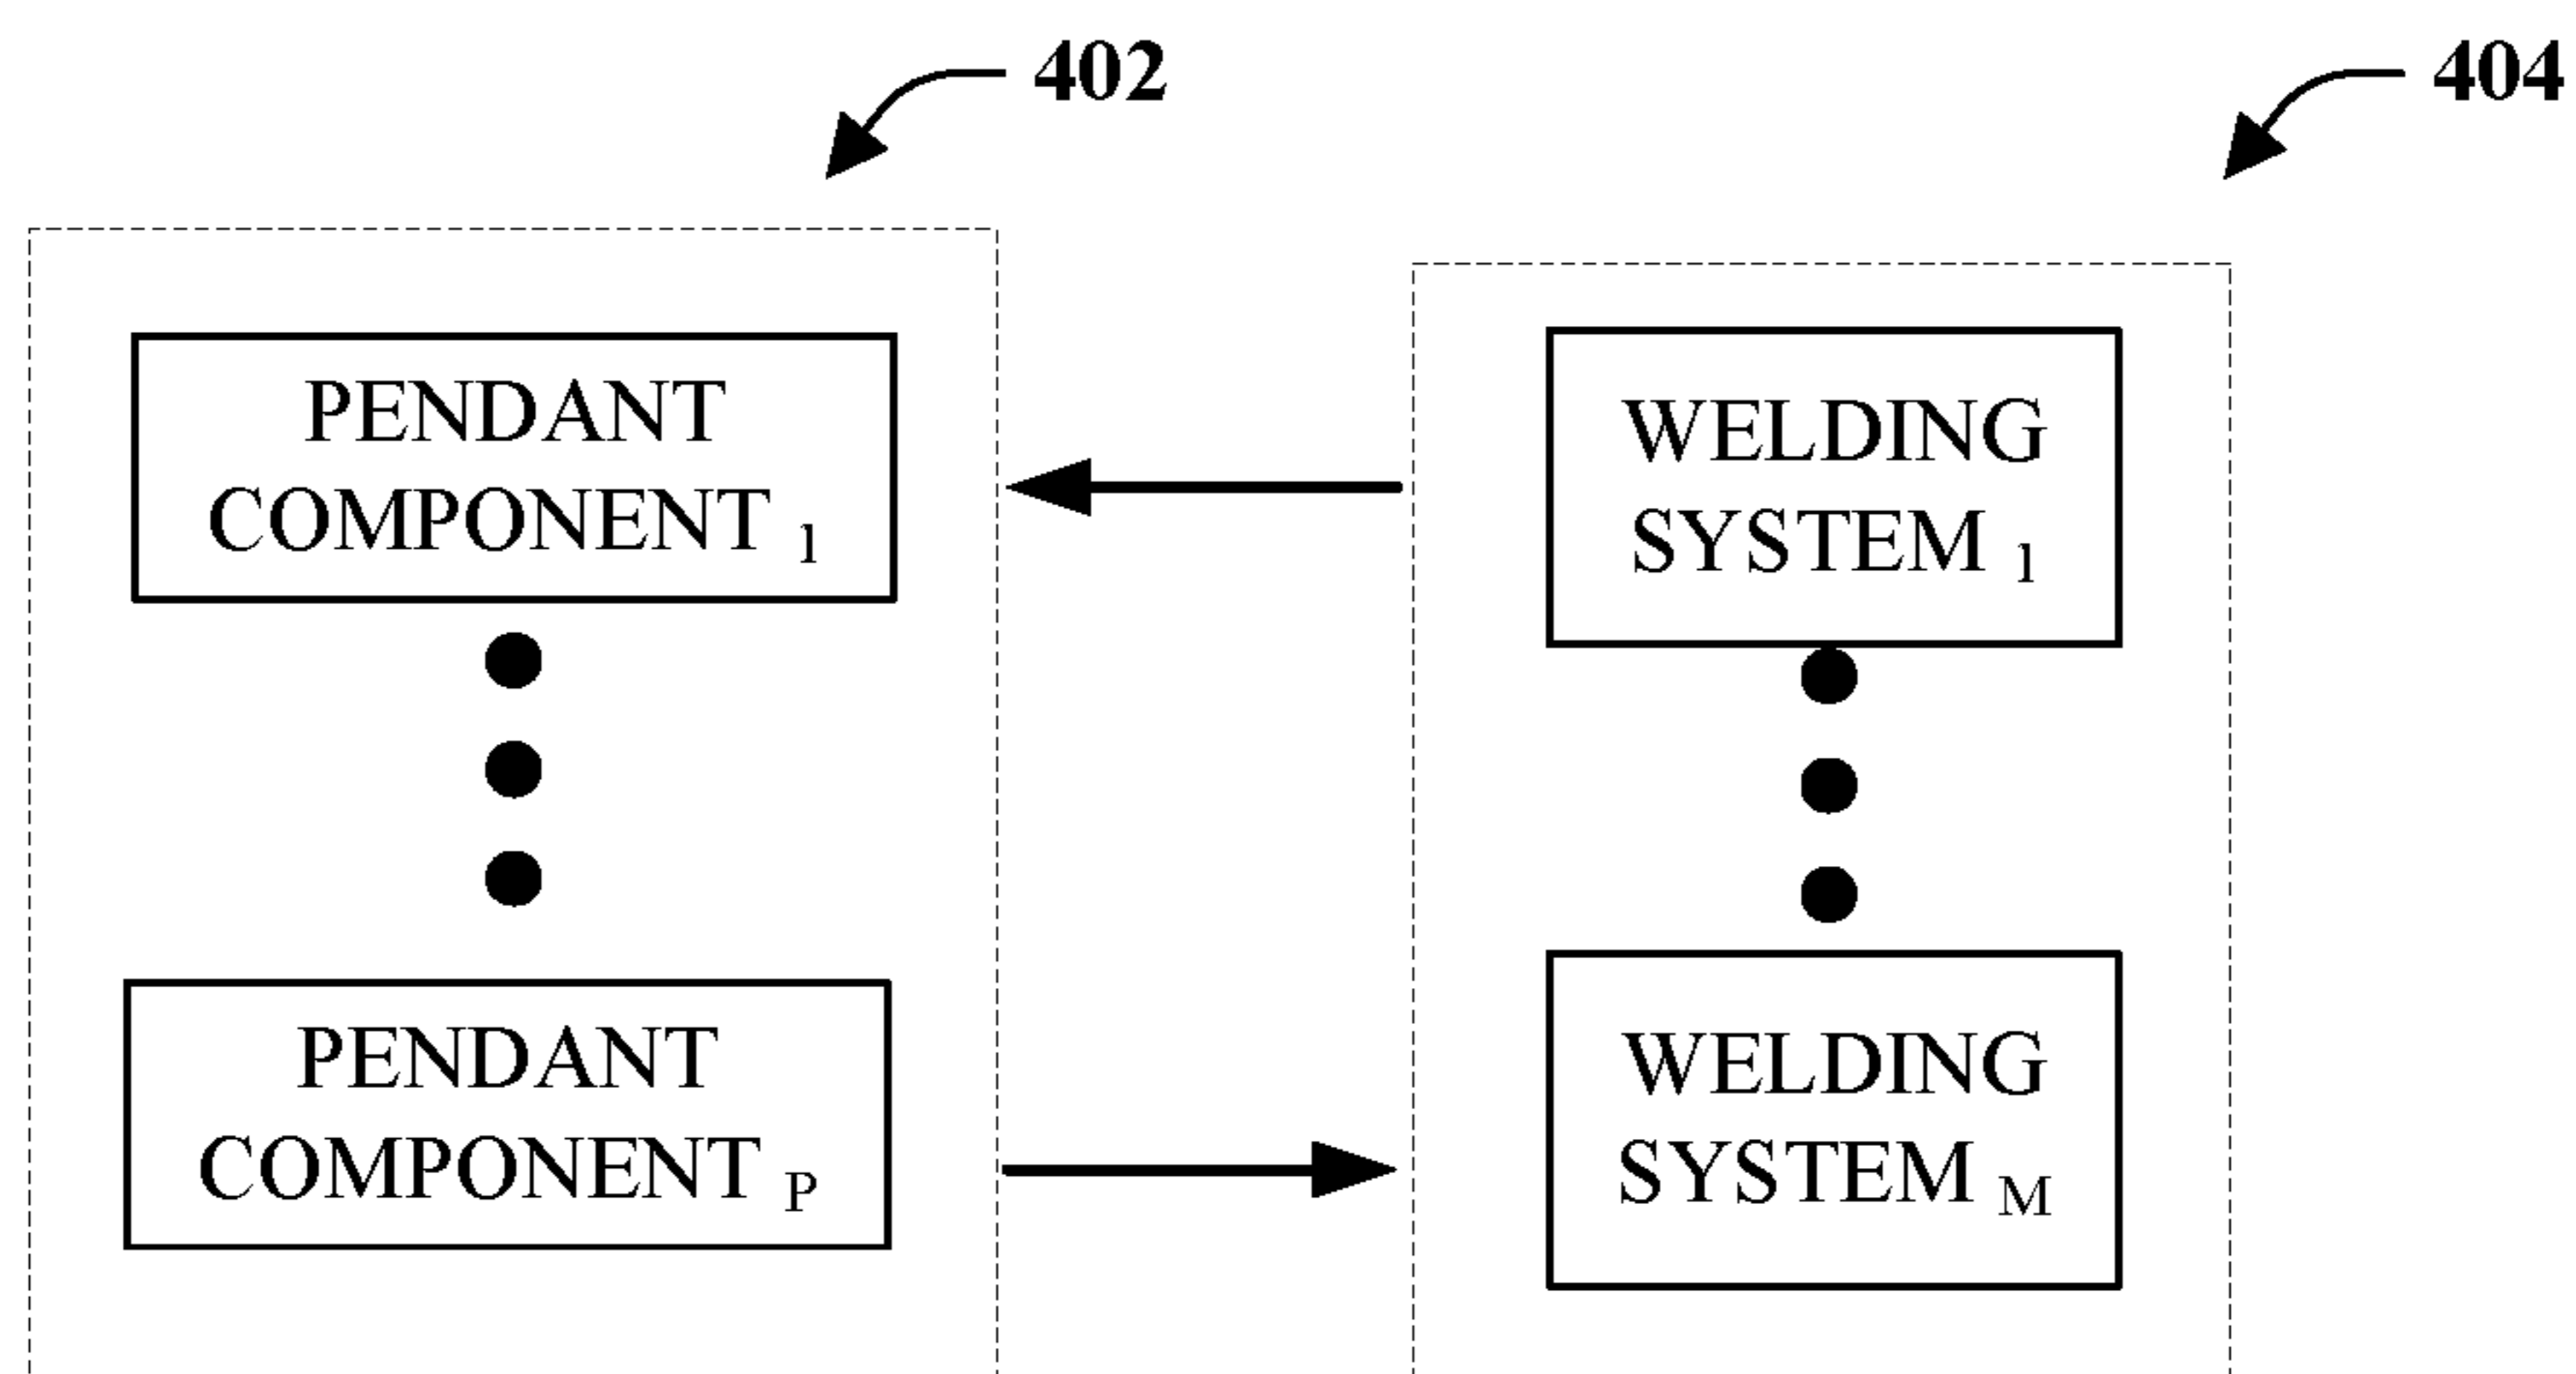 402
404
PENDANT
COMPONENT 1
WELDING
SYSTEM 1
PENDANT
COMPONENT P
WELDING
SYSTEM M